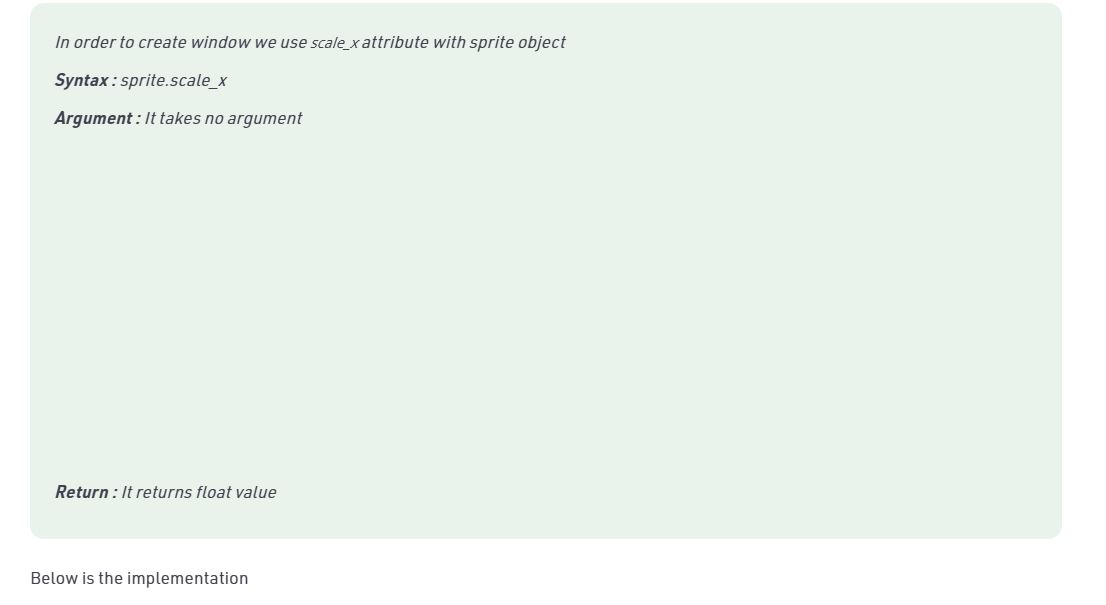 In order to create window we use scale_x attribute with sprite object
Syntax : sprite.scale_x
Argument : It takes no argument
Return : It returns float value
Below is the implementation